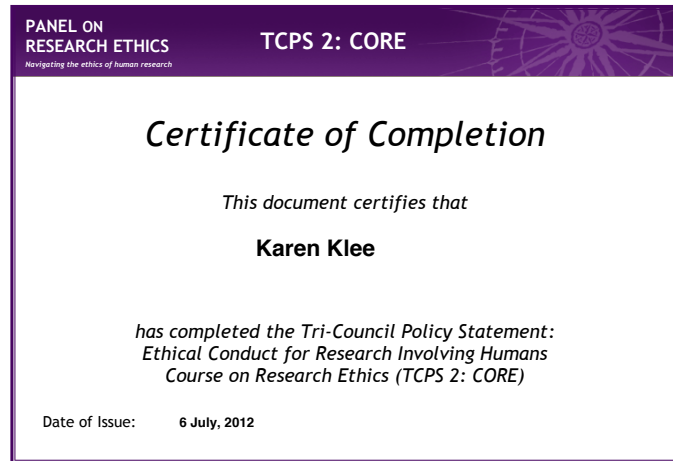 PANEL ON
RESEARCH ETHICS
Navigating the ethics of human research
TCPS 2: CORE
Certificate of Completion
This document certifies that
Karen Klee
has completed the Tri-Council Policy Statement:
Ethical Conduct for Research Involving Humans
Course on Research Ethics (TCPS 2: CORE)
Date of Issue: 6 July, 2012